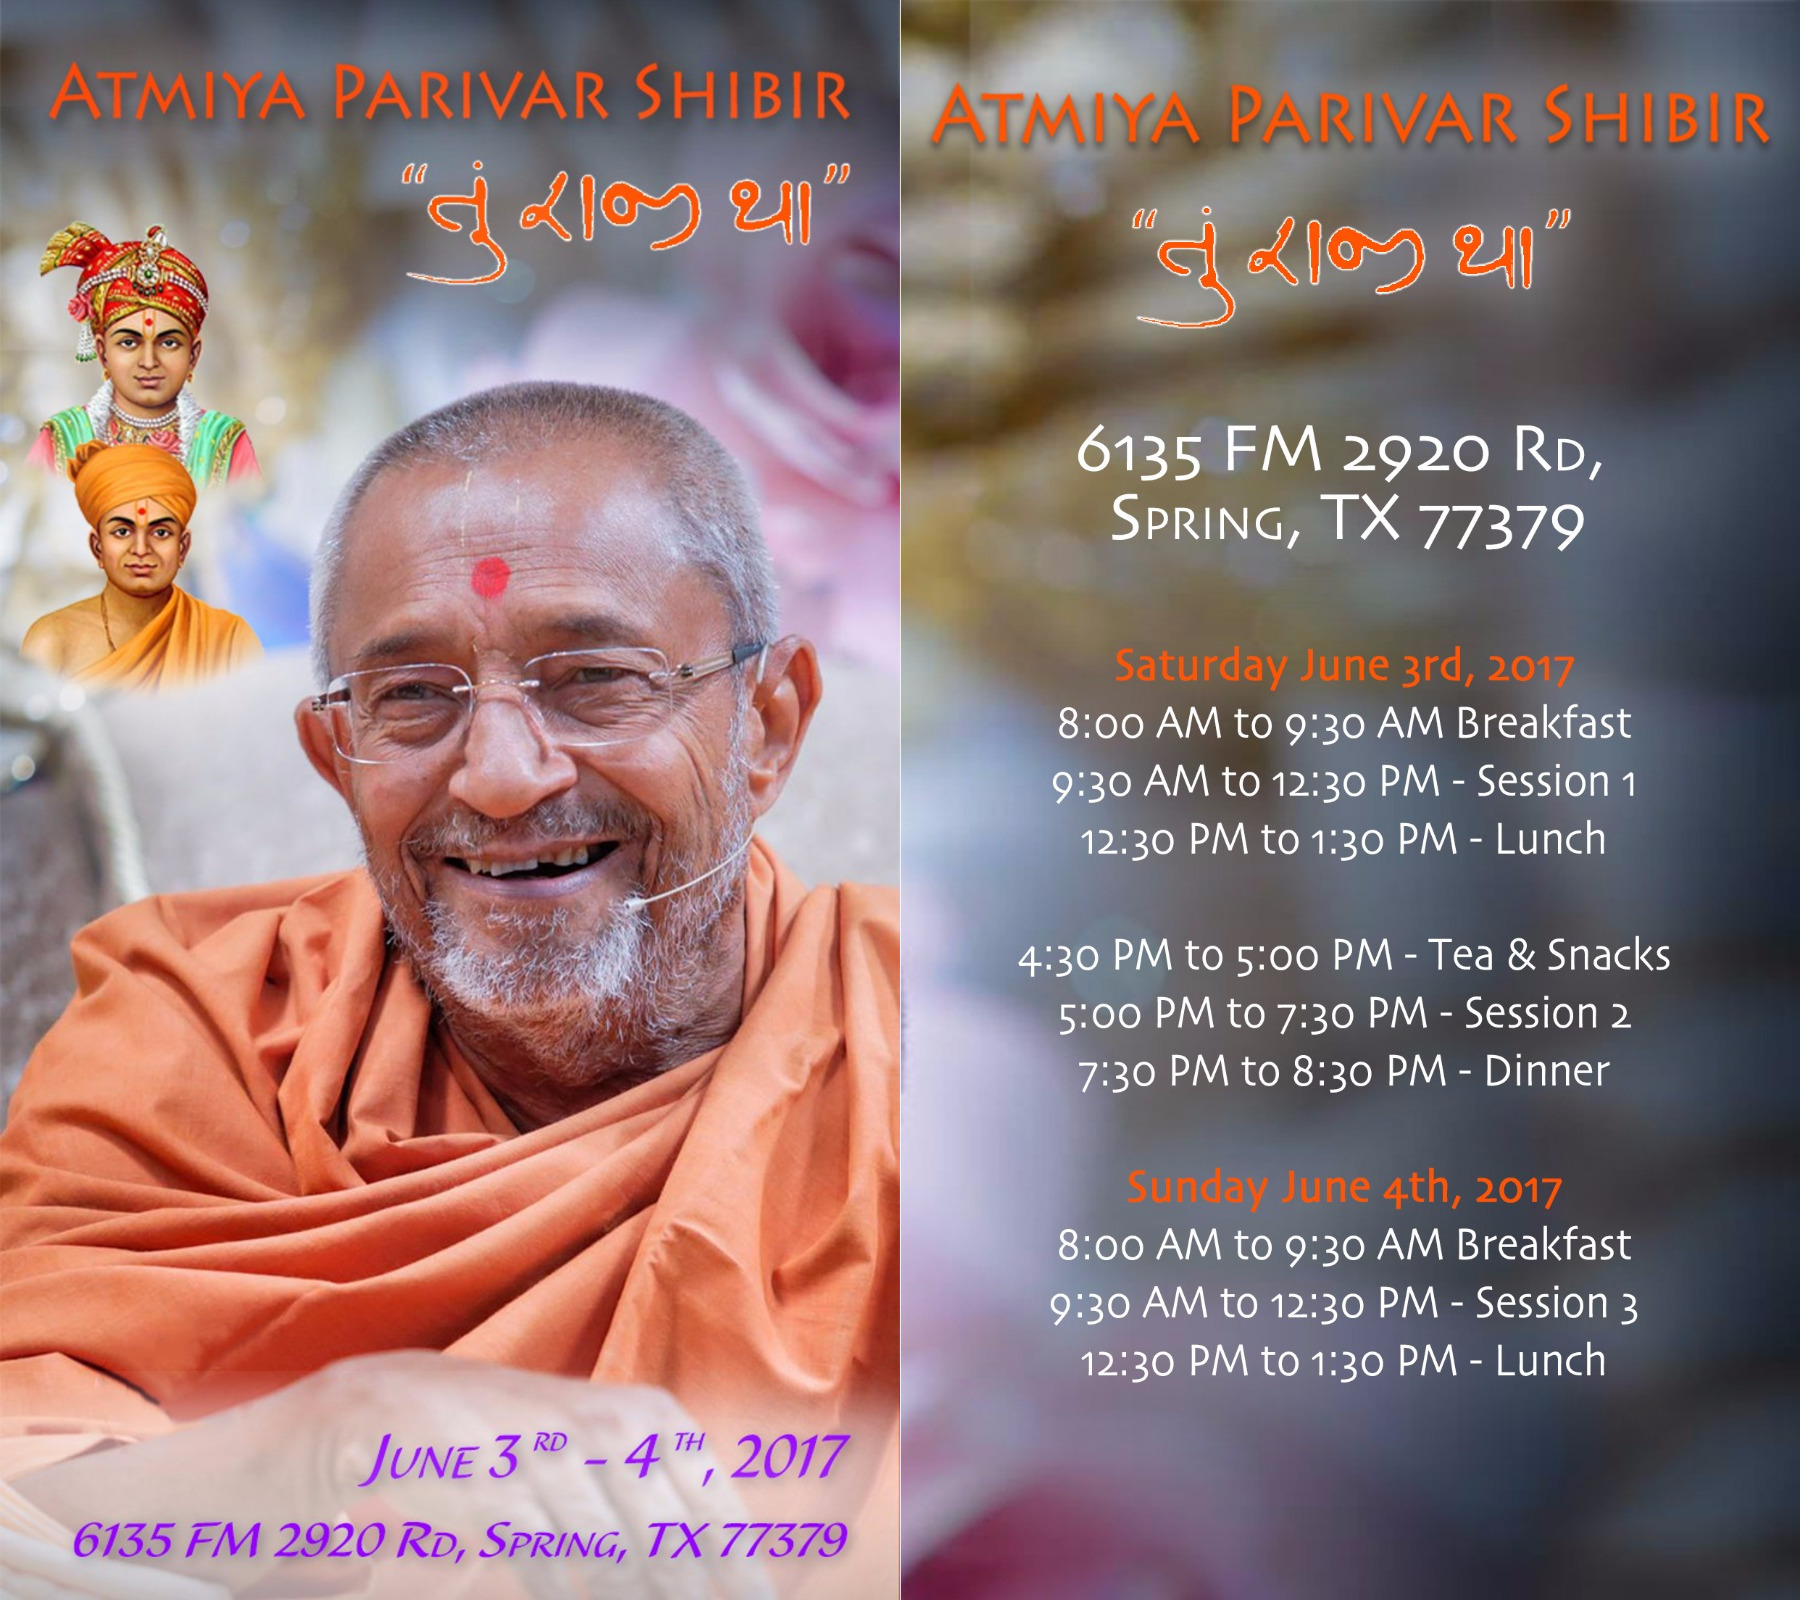 ATMIYA PARIVAR SHIBIR
“તું રાજી થા”
JUNE 3 RD – 4 TH, 2017
6135 FM 2920 RD, SPRING, TX 77379
ATMIYA PARIVAR SHIBIR
“તું રાજી થા”
6135 FM 2920 RD,
SPRING, TX 77379
Saturday June 3rd, 2017
8:00 AM to 9:30 AM Breakfast
9:30 AM to 12:30 PM - Session 1
12:30 PM to 1:30 PM - Lunch
4:30 PM to 5:00 PM - Tea & Snacks
5:00 PM to 7:30 PM - Session 2
7:30 PM to 8:30 PM - Dinner
Sunday June 4th, 2017
8:00 AM to 9:30 AM Breakfast
9:30 AM to 12:30 PM - Session 3
12:30 PM to 1:30 PM - Lunch